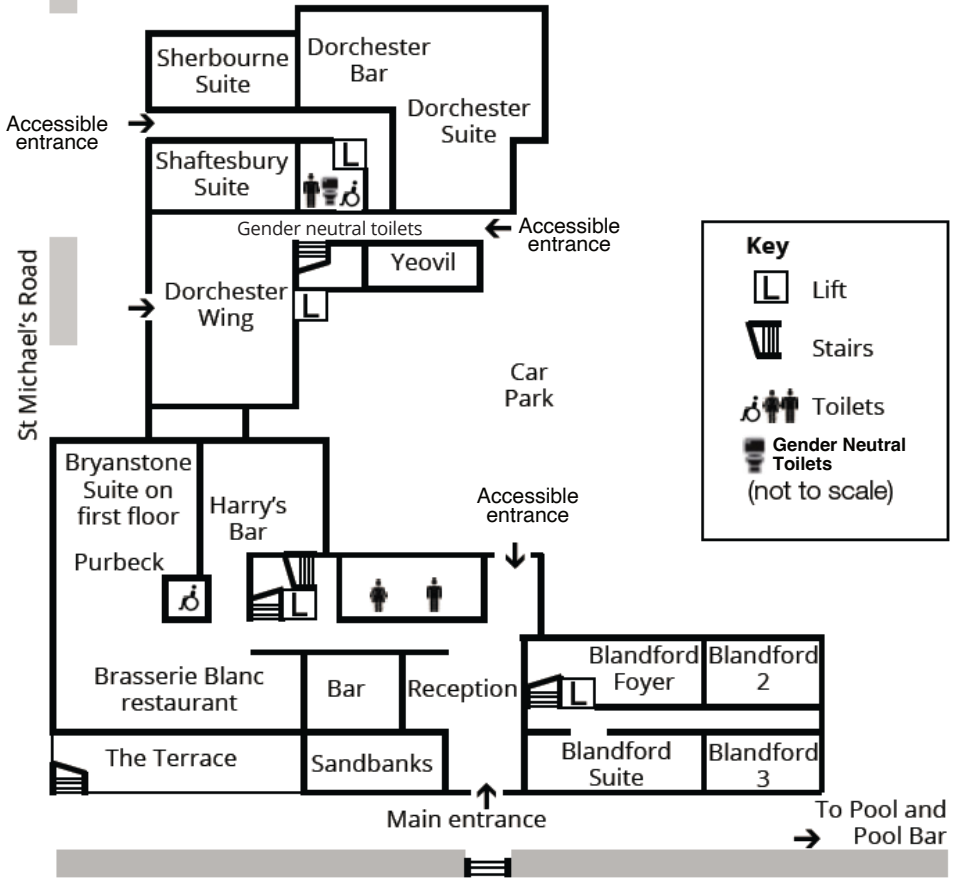 Sherbourne
Suite
Dorchester
Bar
Dorchester
Suite
Accessible
entrance
Shaftesbury
Suite
L
Gender neutral toilets
Accessible
entrance
Yeovil
Dorchester
Wing
L
St Michael's Road
Car
Park
Key
L Lift
Stairs
Toilets
Gender Neutral
Toilets
(not to scale)
Bryanstone
Suite on
first floor
Purbeck
Harry's
Bar
L
Accessible
entrance
Brasserie Blanc
restaurant
Bar
Reception
Blandford
Foyer
L
Blandford
2
The Terrace
Sandbanks
Blandford
Suite
Blandford
3
Main entrance
To Pool and
Pool Bar